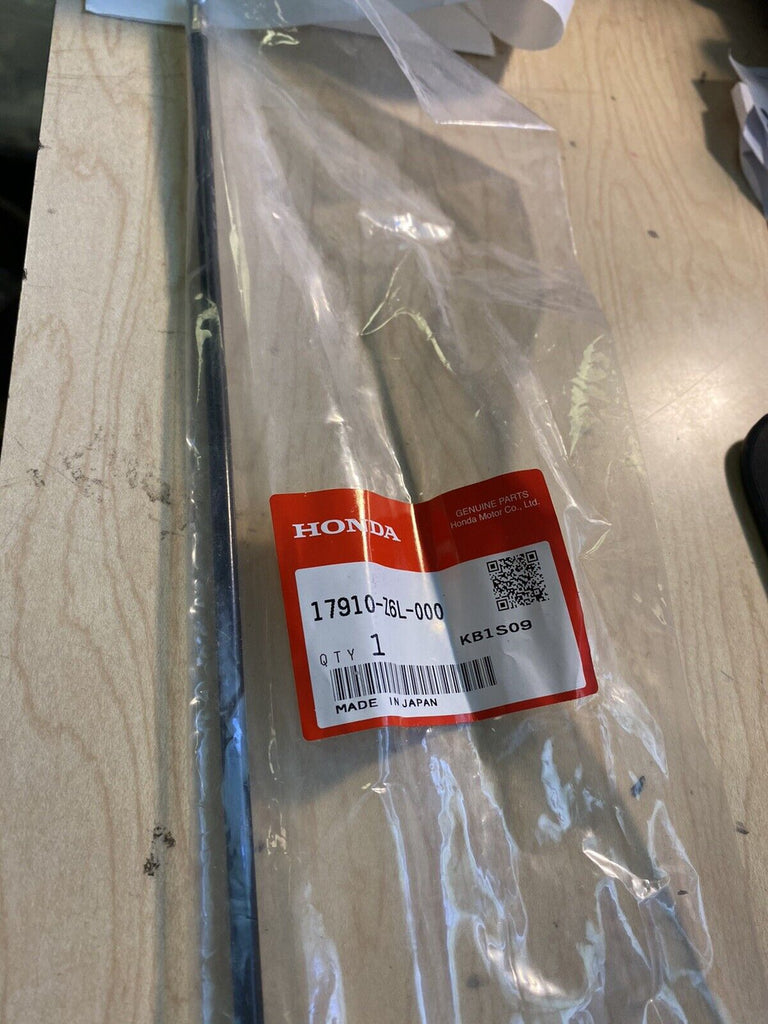 HONDA
GENUINE PARTS
Honda Motor Co., Ltd.
17910-Z6L-000
KB1S09
QTY 1
MADE IN JAPAN